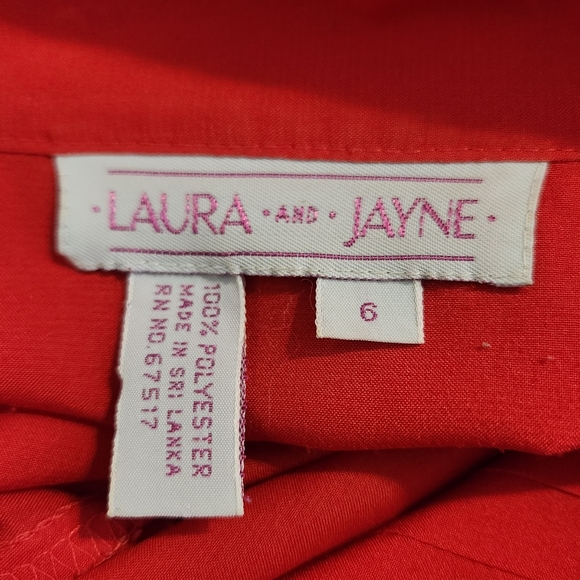 · LAURA · AND · JAYNE ·
6
100% POLYESTER
MADE IN SRI LANKA
RN NO. 67517